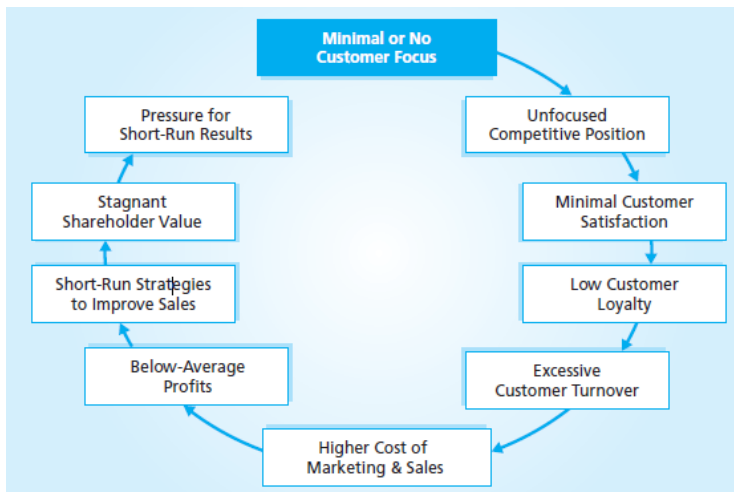 Minimal or No
Customer Focus
Unfocused
Competitive Position
Minimal Customer
Satisfaction
Low Customer
Loyalty
Excessive
Customer Turnover
Higher Cost of
Marketing & Sales
Below-Average
Profits
Short-Run Strategies
to Improve Sales
Stagnant
Shareholder Value
Pressure for
Short-Run Results